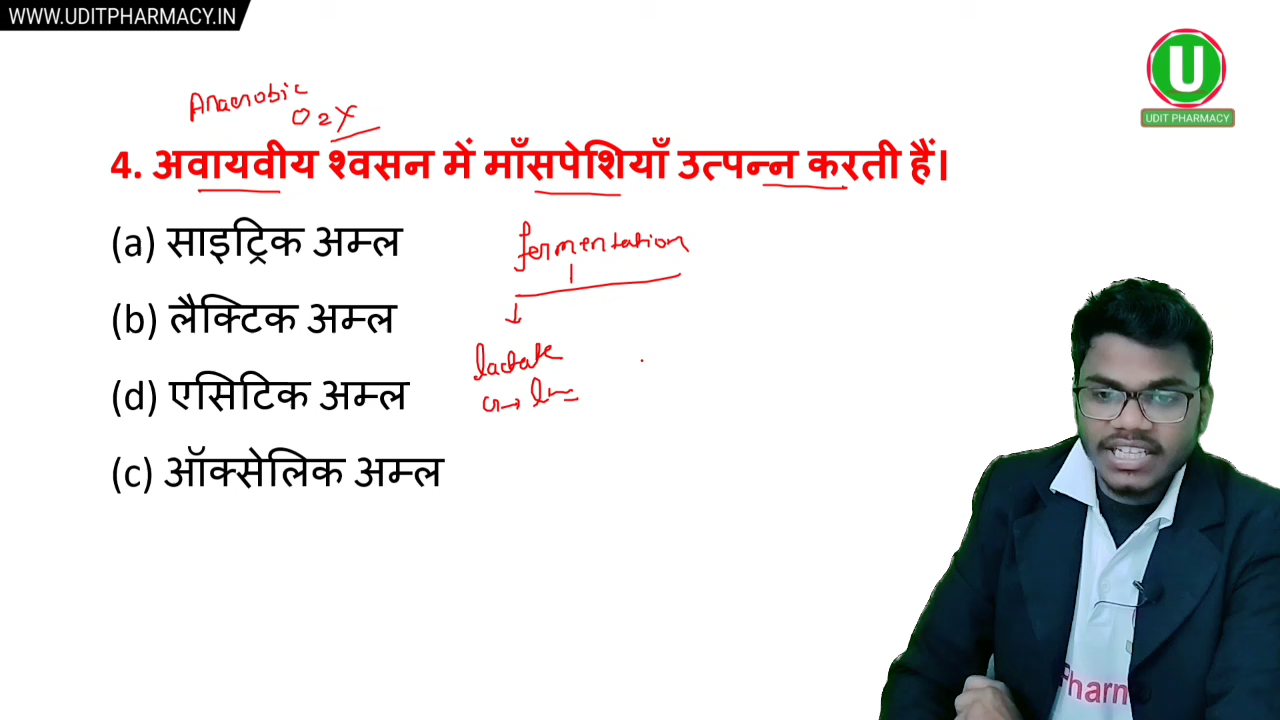 WWW.UDITPHARMACY.IN
U
UDIT PHARMACY
Anaerobic
O2X
4. अवायवीय श्वसन में माँसपेशियाँ उत्पन्न करती हैं।
(a) साइट्रिक अम्ल
fermentation
(b) लैक्टिक अम्ल
lactate
(d) एसिटिक अम्ल
(c) ऑक्सेलिक अम्ल
Pharm